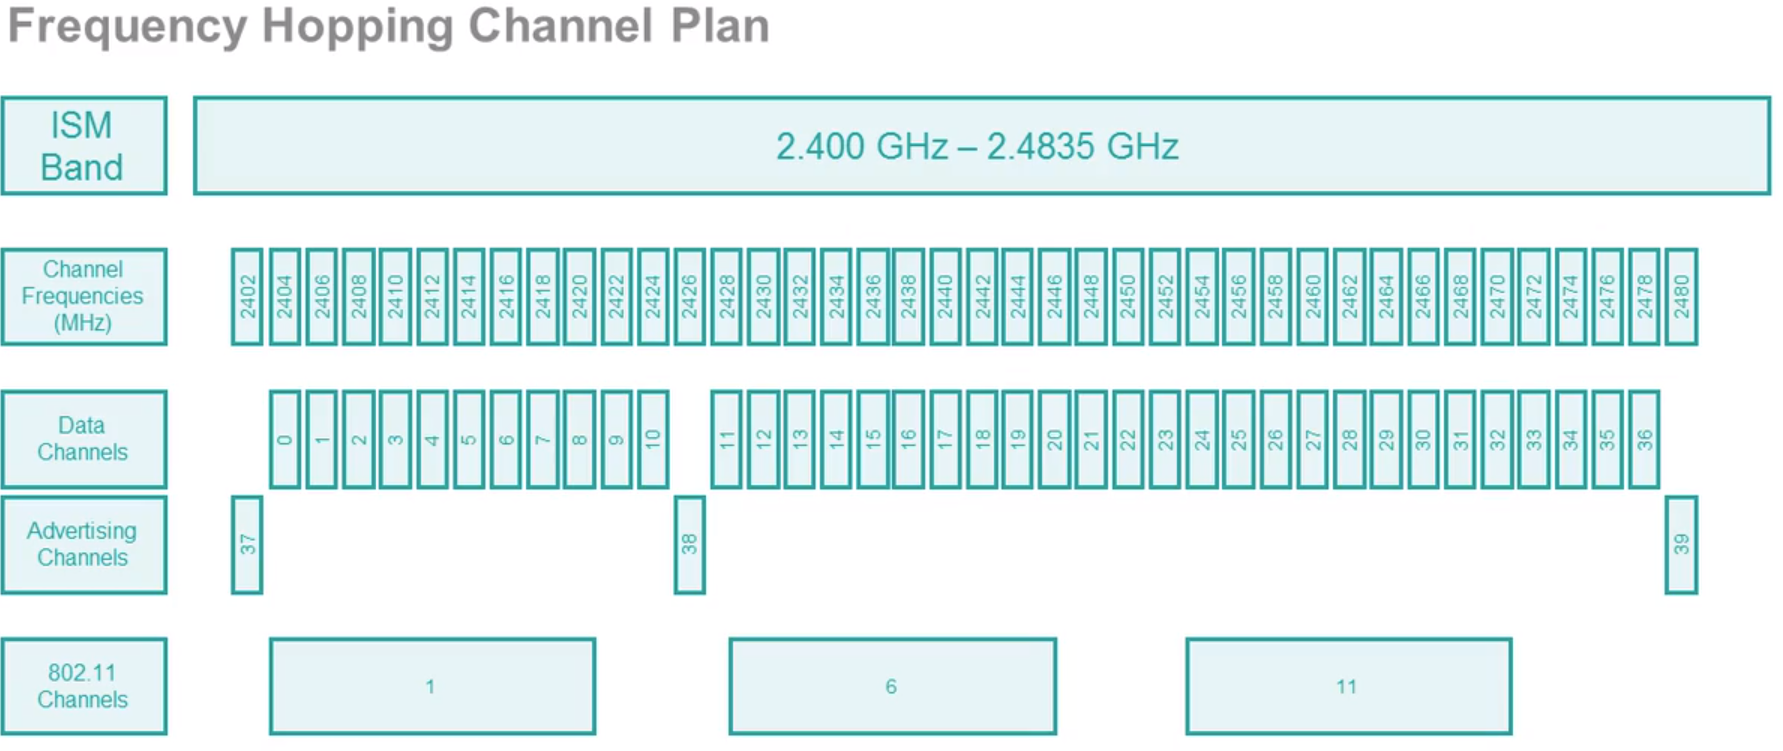 Frequency Hopping Channel Plan
ISM
Band
2.400 GHz – 2.4835 GHz
Channel
Frequencies
(MHz)
2402 2404 2406 2408 2410 2412 2414 2416 2418 2420 2422 2424 2426 2428 2430 2432 2434 2436 2438 2440 2442 2444 2446 2448 2450 2452 2454 2456 2458 2460 2462 2464 2466 2468 2470 2472 2474 2476 2478 2480
Data
Channels
0 1 2 3 4 5 6 7 8 9 10 11 12 13 14 15 16 17 18 19 20 21 22 23 24 25 26 27 28 29 30 31 32 33 34 35 36
Advertising
Channels
37 38 39
802.11
Channels
1 6 11